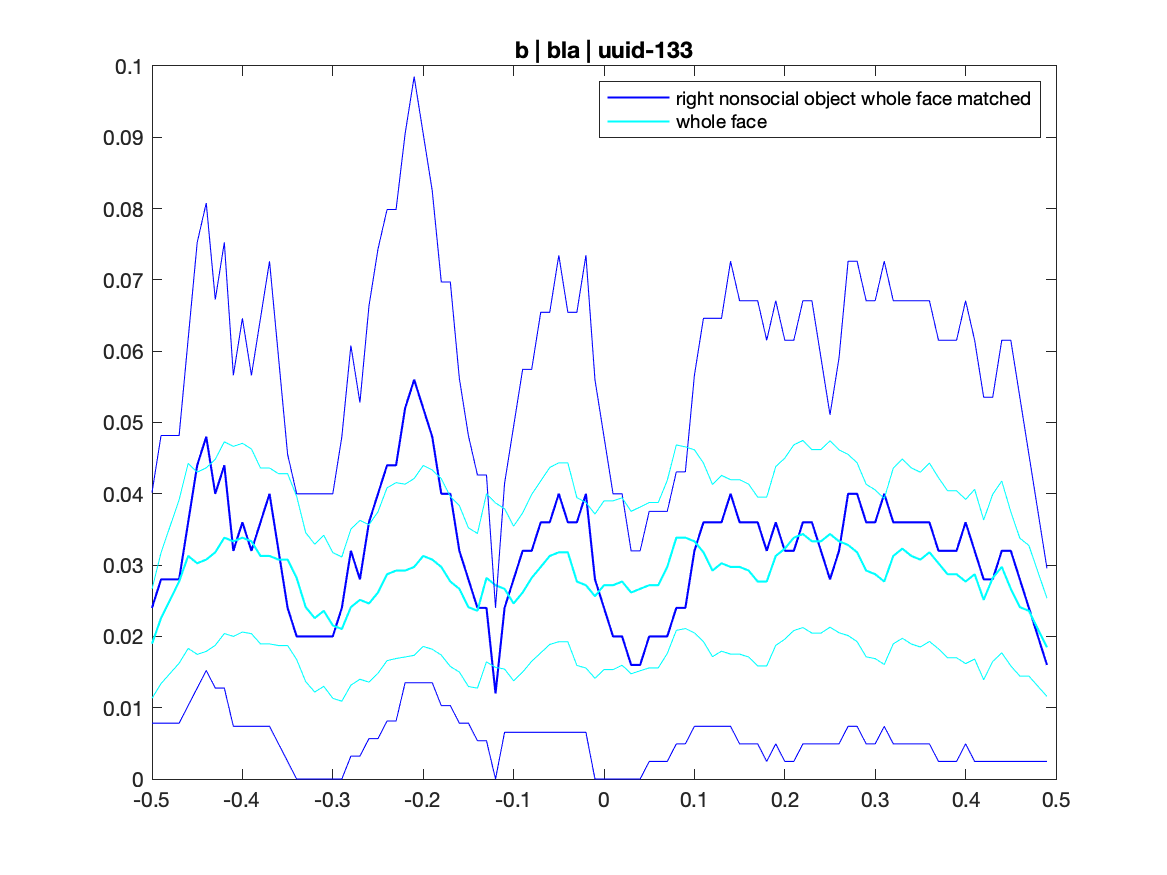 b | bla | uuid-133
right nonsocial object whole face matched
whole face
0.1
0.09
0.08
0.07
0.06
0.05
0.04
0.03
0.02
0.01
0
-0.5 -0.4 -0.3 -0.2 -0.1 0 0.1 0.2 0.3 0.4 0.5